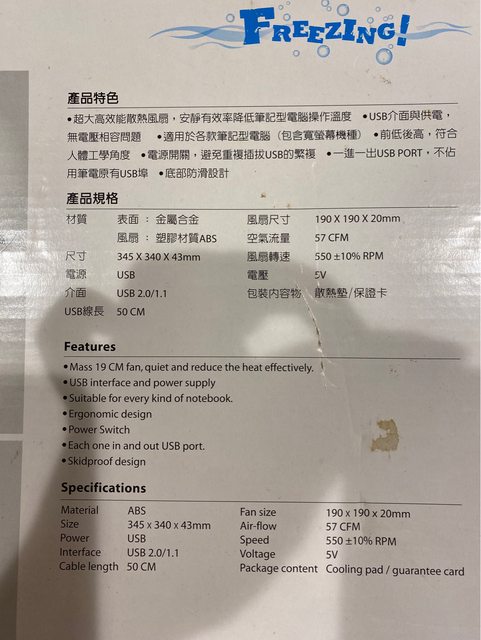 FREEZING!
產品特色
•超大高效能散熱風扇，安靜有效率降低筆記型電腦操作溫度 •USB介面與供電，
無電壓相容問題 •適用於各款筆記型電腦（包含寬螢幕機種） •前低後高，符合
人體工學角度 •電源開關，避免重複插拔USB的繁複 •一進一出USB PORT，不佔
用筆電原有USB埠 •底部防滑設計
產品規格
材質 表面 : 金屬合金 風扇尺寸 190 X 190 X 20mm
風扇 : 塑膠材質ABS 空氣流量 57 CFM
尺寸 345 X 340 X 43mm 風扇轉速 550 ±10% RPM
電源 USB 電壓 5V
介面 USB 2.0/1.1 包裝內容物 散熱墊/保證卡
USB線長 50 CM
Features
•Mass 19 CM fan, quiet and reduce the heat effectively.
•USB interface and power supply
•Suitable for every kind of notebook.
•Ergonomic design
•Power Switch
•Each one in and out USB port.
•Skidproof design
Specifications
Material ABS Fan size 190 x 190 x 20mm
Size 345 x 340 x 43mm Air-flow 57 CFM
Power USB Speed 550 ±10% RPM
Interface USB 2.0/1.1 Voltage 5V
Cable length 50 CM Package content Cooling pad / guarantee card